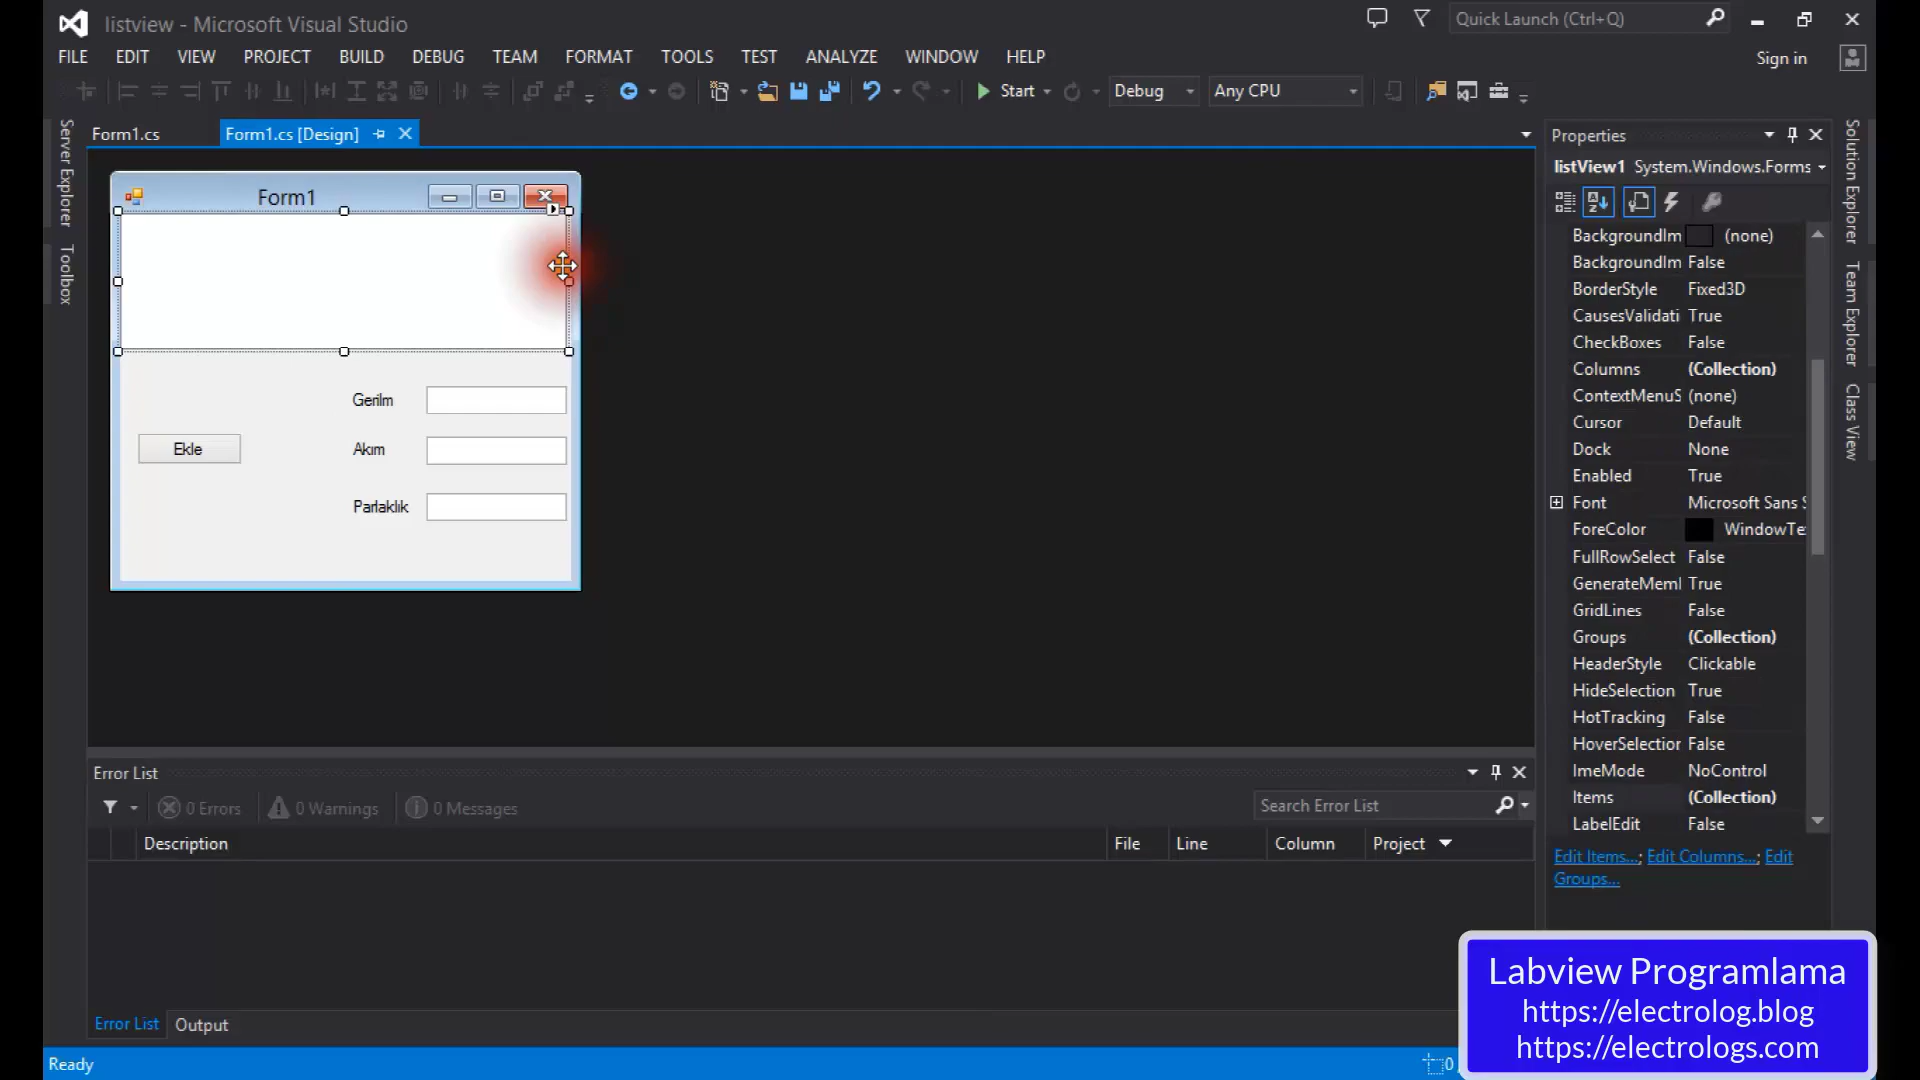 listview - Microsoft Visual Studio
Quick Launch (Ctrl+Q)
FILE EDIT VIEW PROJECT BUILD DEBUG TEAM FORMAT TOOLS TEST ANALYZE WINDOW HELP
Sign in
Start Debug Any CPU
Server Explorer
Toolbox
Form1.cs
Form1.cs [Design]
Form1
Gerilm
Ekle
Akım
Parlaklık
Properties
listView1 System.Windows.Forms
BackgroundIm (none)
BackgroundIm False
BorderStyle Fixed3D
CausesValidati True
CheckBoxes False
Columns (Collection)
ContextMenuS (none)
Cursor Default
Dock None
Enabled True
Font Microsoft Sans S
ForeColor WindowTe
FullRowSelect False
GenerateMeml True
GridLines False
Groups (Collection)
HeaderStyle Clickable
HideSelection True
HotTracking False
HoverSelection False
ImeMode NoControl
Items (Collection)
LabelEdit False
Edit Items...; Edit Columns...; Edit
Groups...
Solution Explorer
Team Explorer
Class View
Error List
0 Errors 0 Warnings 0 Messages
Search Error List
Description File Line Column Project
Error List Output
Ready
0
Labview Programlama
https://electrolog.blog
https://electrologs.com